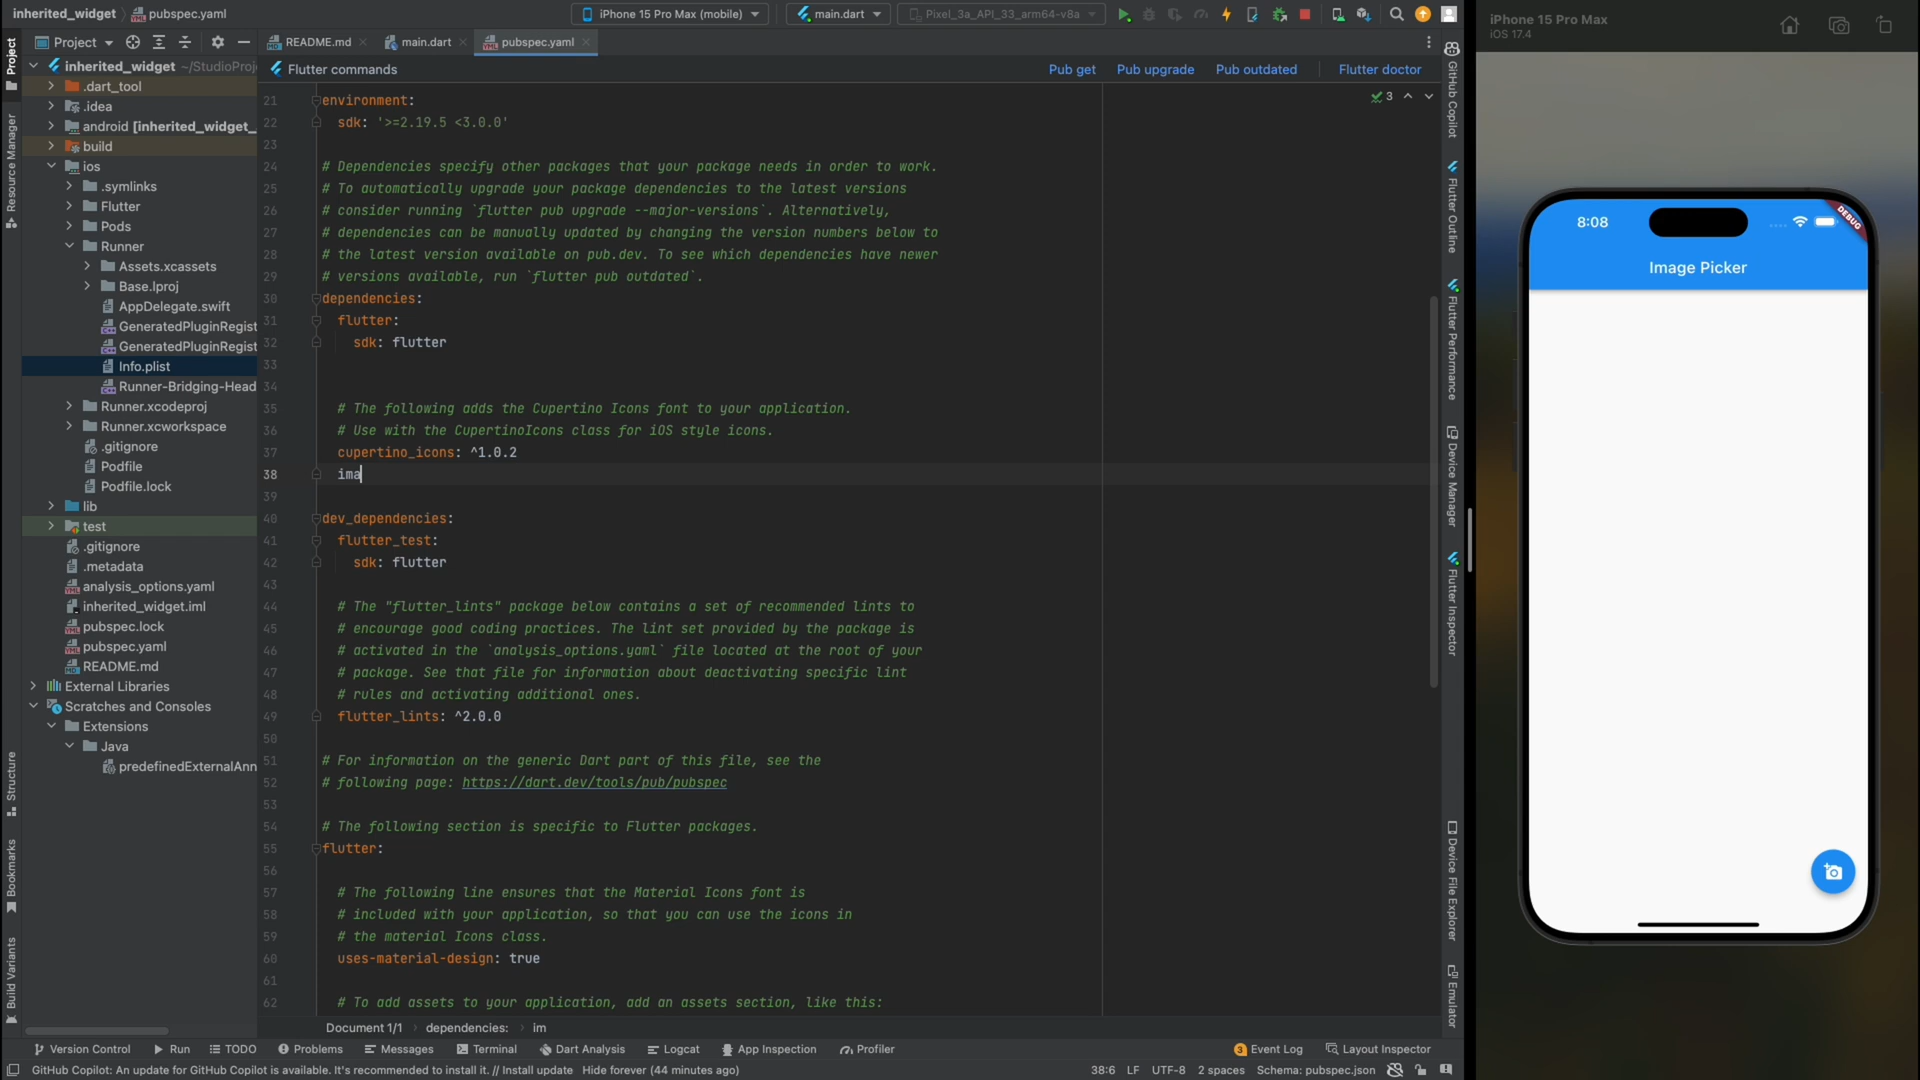 inherited_widget
pubspec.yaml
iPhone 15 Pro Max (mobile)
main.dart
Pixel_3a_API_33_arm64-v8a
Project
README.md
main.dart
pubspec.yaml
Flutter commands
Pub get
Pub upgrade
Pub outdated
Flutter doctor
Project
Resource Manager
Structure
Bookmarks
Build Variants
inherited_widget ~/StudioProj
.dart_tool
.idea
android [inherited_widget_
build
ios
.symlinks
Flutter
Pods
Runner
Assets.xcassets
Base.lproj
AppDelegate.swift
GeneratedPluginRegist
GeneratedPluginRegist
Info.plist
Runner-Bridging-Head
Runner.xcodeproj
Runner.xcworkspace
.gitignore
Podfile
Podfile.lock
lib
test
.gitignore
.metadata
analysis_options.yaml
inherited_widget.iml
pubspec.lock
pubspec.yaml
README.md
External Libraries
Scratches and Consoles
Extensions
Java
predefinedExternalAnn
3
21 environment:
22 sdk: '>=2.19.5 <3.0.0'
23
24 # Dependencies specify other packages that your package needs in order to work.
25 # To automatically upgrade your package dependencies to the latest versions
26 # consider running `flutter pub upgrade --major-versions`. Alternatively,
27 # dependencies can be manually updated by changing the version numbers below to
28 # the latest version available on pub.dev. To see which dependencies have newer
29 # versions available, run `flutter pub outdated`.
30 dependencies:
31 flutter:
32 sdk: flutter
33
34
35 # The following adds the Cupertino Icons font to your application.
36 # Use with the CupertinoIcons class for iOS style icons.
37 cupertino_icons: ^1.0.2
38 ima
39
40 dev_dependencies:
41 flutter_test:
42 sdk: flutter
43
44 # The "flutter_lints" package below contains a set of recommended lints to
45 # encourage good coding practices. The lint set provided by the package is
46 # activated in the `analysis_options.yaml` file located at the root of your
47 # package. See that file for information about deactivating specific lint
48 # rules and activating additional ones.
49 flutter_lints: ^2.0.0
50
51 # For information on the generic Dart part of this file, see the
52 # following page: https://dart.dev/tools/pub/pubspec
53
54 # The following section is specific to Flutter packages.
55 flutter:
56
57 # The following line ensures that the Material Icons font is
58 # included with your application, so that you can use the icons in
59 # the material Icons class.
60 uses-material-design: true
61
62 # To add assets to your application, add an assets section, like this:
Document 1/1
dependencies:
im
GitHub Copilot
Flutter Outline
Flutter Performance
Device Manager
Flutter Inspector
Device File Explorer
Emulator
Version Control
Run
TODO
Problems
Messages
Terminal
Dart Analysis
Logcat
App Inspection
Profiler
3 Event Log
Layout Inspector
GitHub Copilot: An update for GitHub Copilot is available. It's recommended to install it. // Install update Hide forever (44 minutes ago)
38:6 LF UTF-8 2 spaces Schema: pubspec.json
iPhone 15 Pro Max
iOS 17.4
8:08
DEBUG
Image Picker